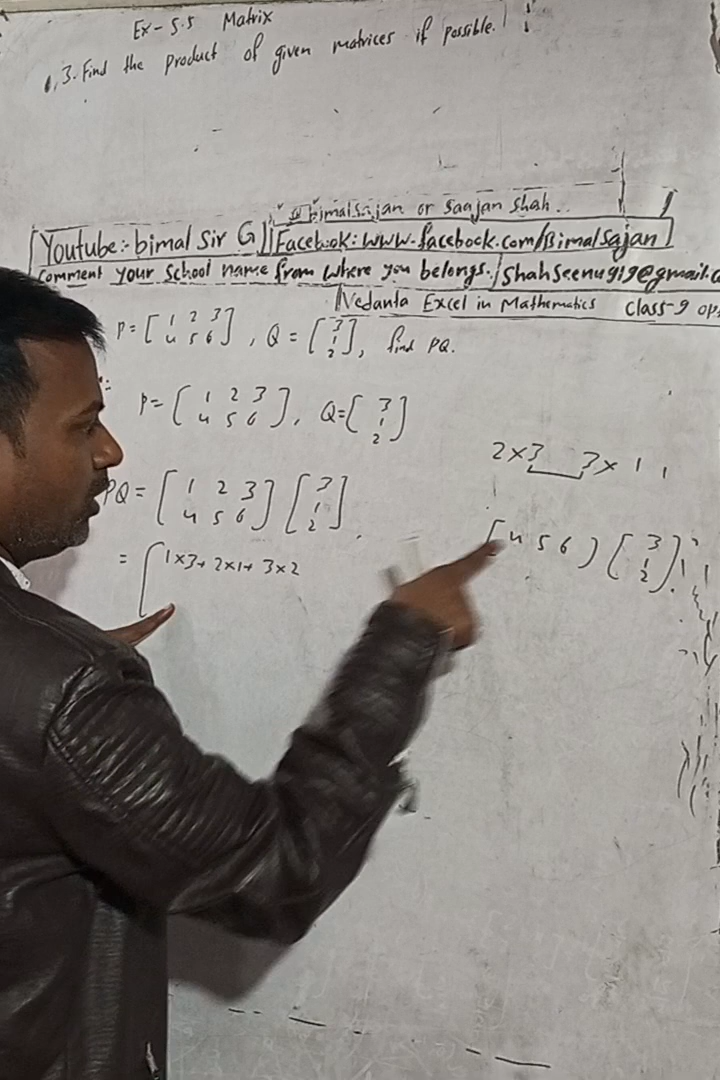 Ex-5.5 Matrix
3. Find the product of given matrices if possible.
@bimalsajan or Saajan Shah..
Youtube:- bimal Sir G || Facebook: www.facebook.com/Bimalsajan
Comment your school name from where you belongs. / Shahseenu919@gmail.c
Vedanta Excel in Mathematics Class-9 op
P = [ 1 2 3 4 5 6 ], Q = [ 3 1 2 ], find PQ.
P = [ 1 2 3 4 5 6 ], Q = [ 3 1 2 ]
2×3 3×1
PQ = [ 1 2 3 4 5 6 ] [ 3 1 2 ]
[ 4 5 6 ) [ 3 1 2 ]
= [ 1×3+ 2×1+ 3×2